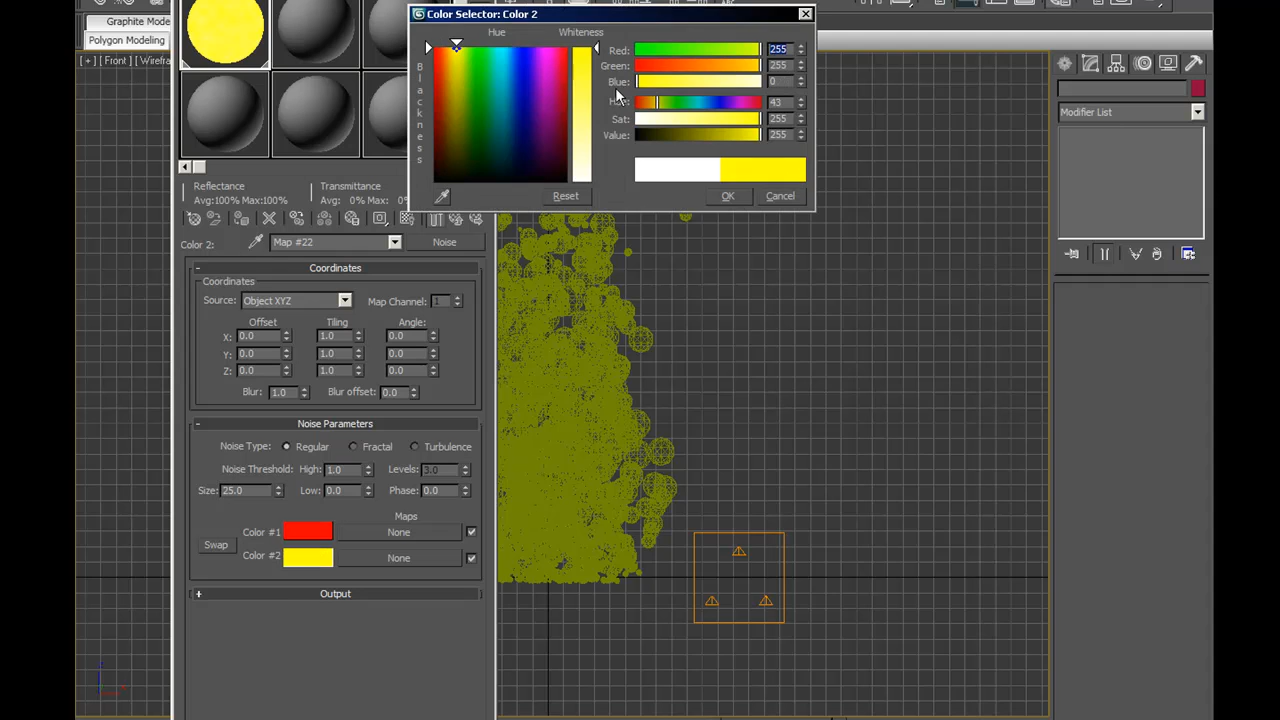 Graphite Mode
Polygon Modeling
[ + ] [ Front ] [ Wirefra
Color Selector: Color 2
Hue
Whiteness
Blackness
Red: 255
Green: 255
Blue: 0
Hue: 43
Sat: 255
Value: 255
Reset
OK
Cancel
Modifier List
Reflectance
Avg:100% Max:100%
Transmittance
Avg: 0% Max: 0%
Color 2:
Map #22
Noise
Coordinates
Coordinates
Source: Object XYZ
Map Channel: 1
Offset
Tiling
Angle:
X: 0.0 1.0 0.0
Y: 0.0 1.0 0.0
Z: 0.0 1.0 0.0
Blur: 1.0
Blur offset: 0.0
Noise Parameters
Noise Type: Regular Fractal Turbulence
Noise Threshold: High: 1.0 Levels: 3.0
Size: 25.0 Low: 0.0 Phase: 0.0
Maps
Color #1 None
Swap
Color #2 None
Output